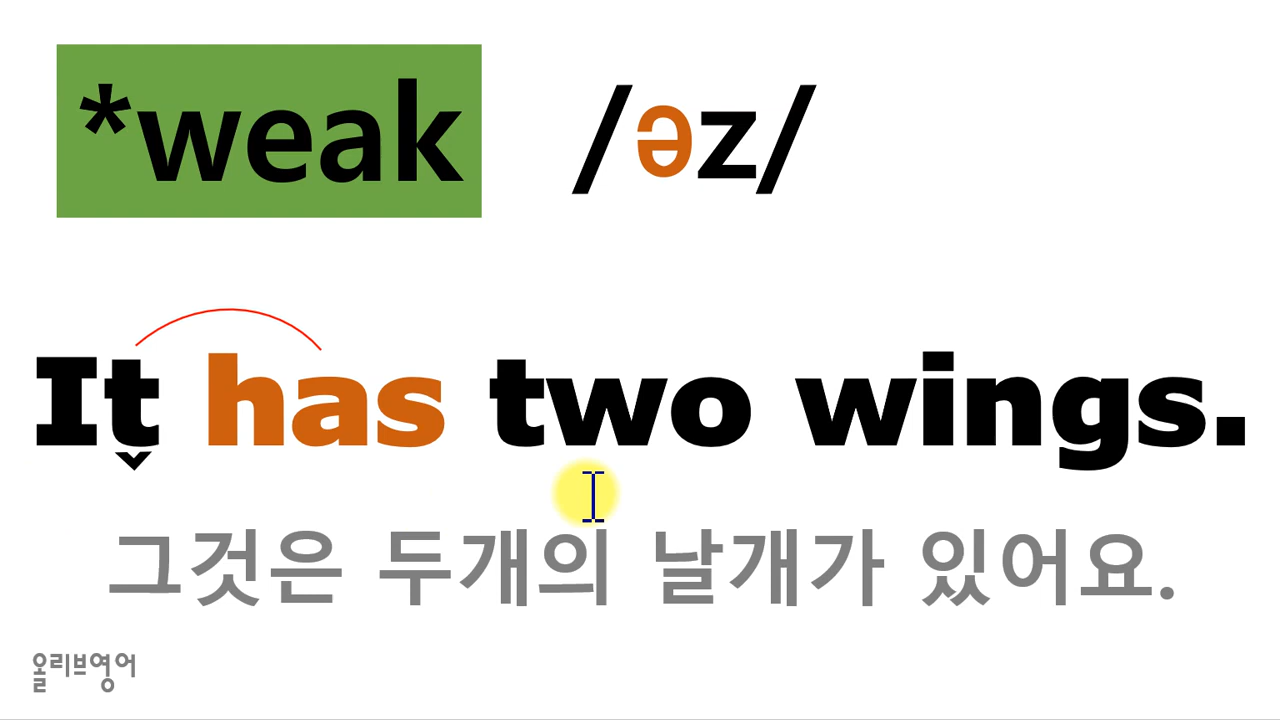 *weak /əz/
It̬ has two wings.
그것은 두개의 날개가 있어요.
올리브영어